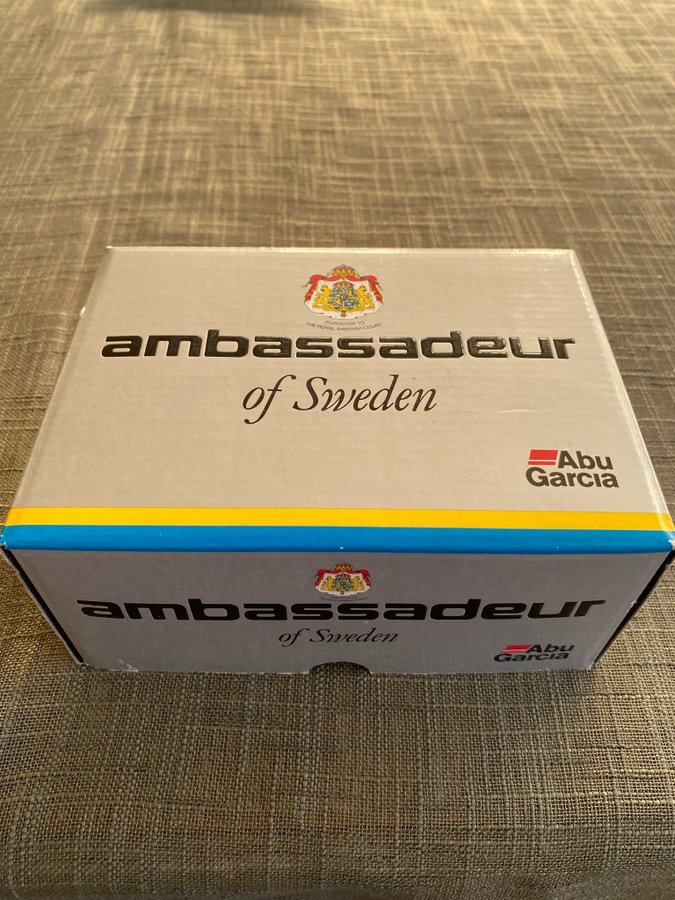 PURVEYOR TO
THE ROYAL SWEDISH COURT
ambassadeur
of Sweden
Abu
Garcia
ambassadeur
of Sweden
Abu
Garcia